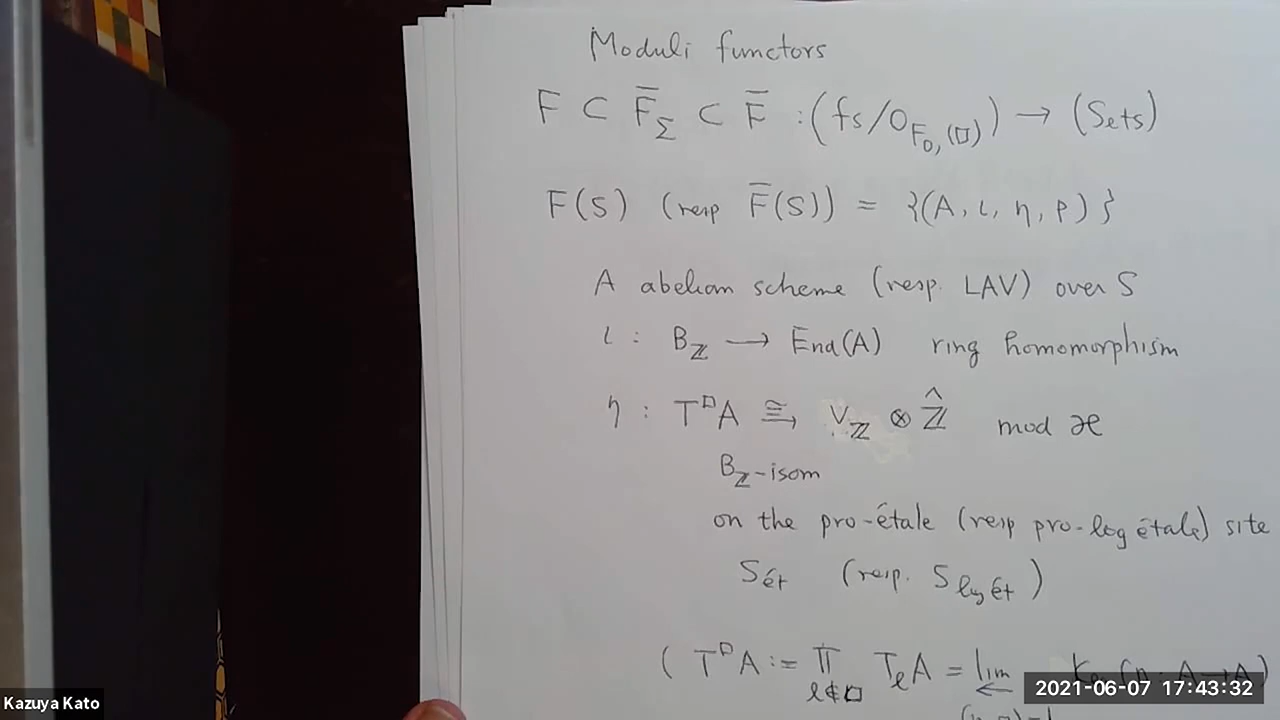 Moduli functors
F ⊂ F̄_Σ ⊂ F̄ : (fs/O_{F_0,(□)}) → (Sets)
F(S) (resp F̄(S)) = {(A, ι, η, p)}
A abelian scheme (resp. LAV) over S
ι : B_ℤ → End(A) ring homomorphism
η : T^□A ≅→ V_ℤ ⊗ ℤ̂ mod æ
B_ℤ-isom
on the pro-étale (resp pro-log étale) site
S_ét (resp. S_log ét)
( T^□A := ∏_{ℓ∉□} T_ℓA = lim← Ker(n: A→A)
Kazuya Kato
2021-06-07 17:43:32